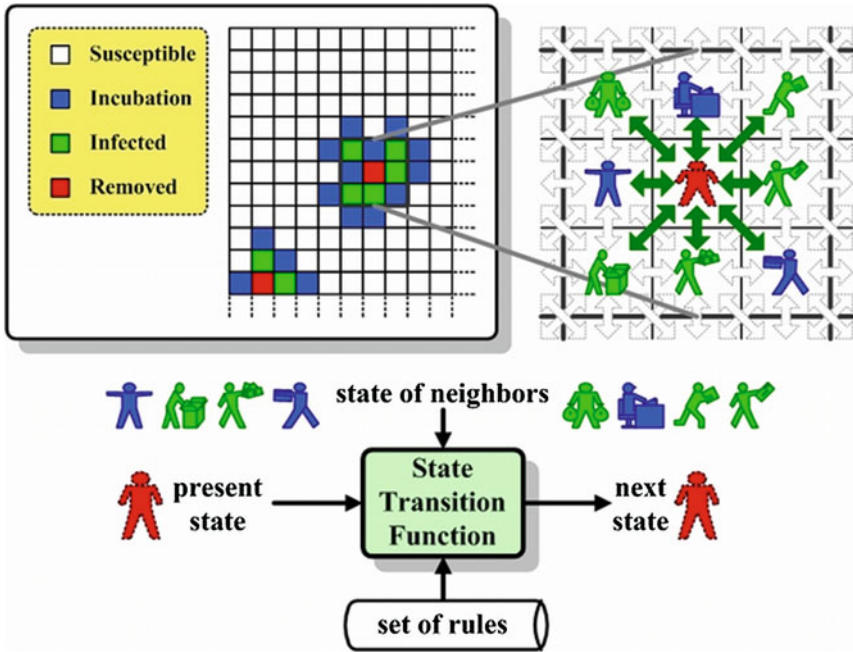 Susceptible
Incubation
Infected
Removed
state of neighbors
present
state
State
Transition
Function
next
state
set of rules